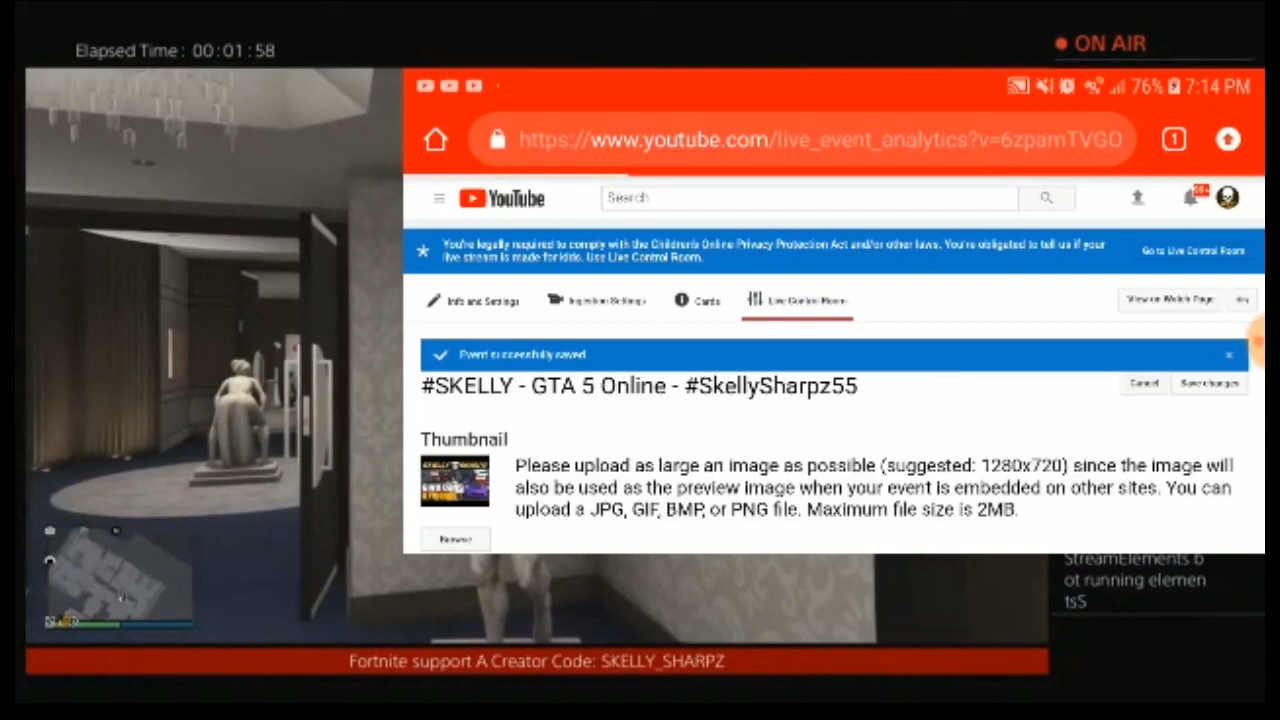 Elapsed Time : 00:01:58
ON AIR
76% 7:14 PM
https://www.youtube.com/live_event_analytics?v=6zpamTVGO
1
YouTube
Search
99+
You're legally required to comply with the Children's Online Privacy Protection Act and/or other laws. You're obligated to tell us if your
live stream is made for kids. Use Live Control Room.
Go to Live Control Room
Info and Settings
Ingestion Settings
Cards
Live Control Room
View on Watch Page
Event successfully saved
#SKELLY - GTA 5 Online - #SkellySharpz55
Cancel
Save changes
Thumbnail
Please upload as large an image as possible (suggested: 1280x720) since the image will
also be used as the preview image when your event is embedded on other sites. You can
upload a JPG, GIF, BMP, or PNG file. Maximum file size is 2MB.
Browse
StreamElements b
ot running elemen
ts5
Fortnite support A Creator Code: SKELLY_SHARPZ